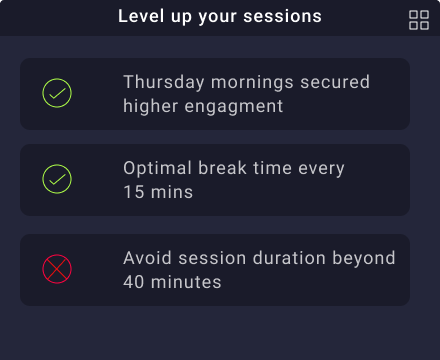 Level up your sessions
Thursday mornings secured
higher engagment
Optimal break time every
15 mins
Avoid session duration beyond
40 minutes